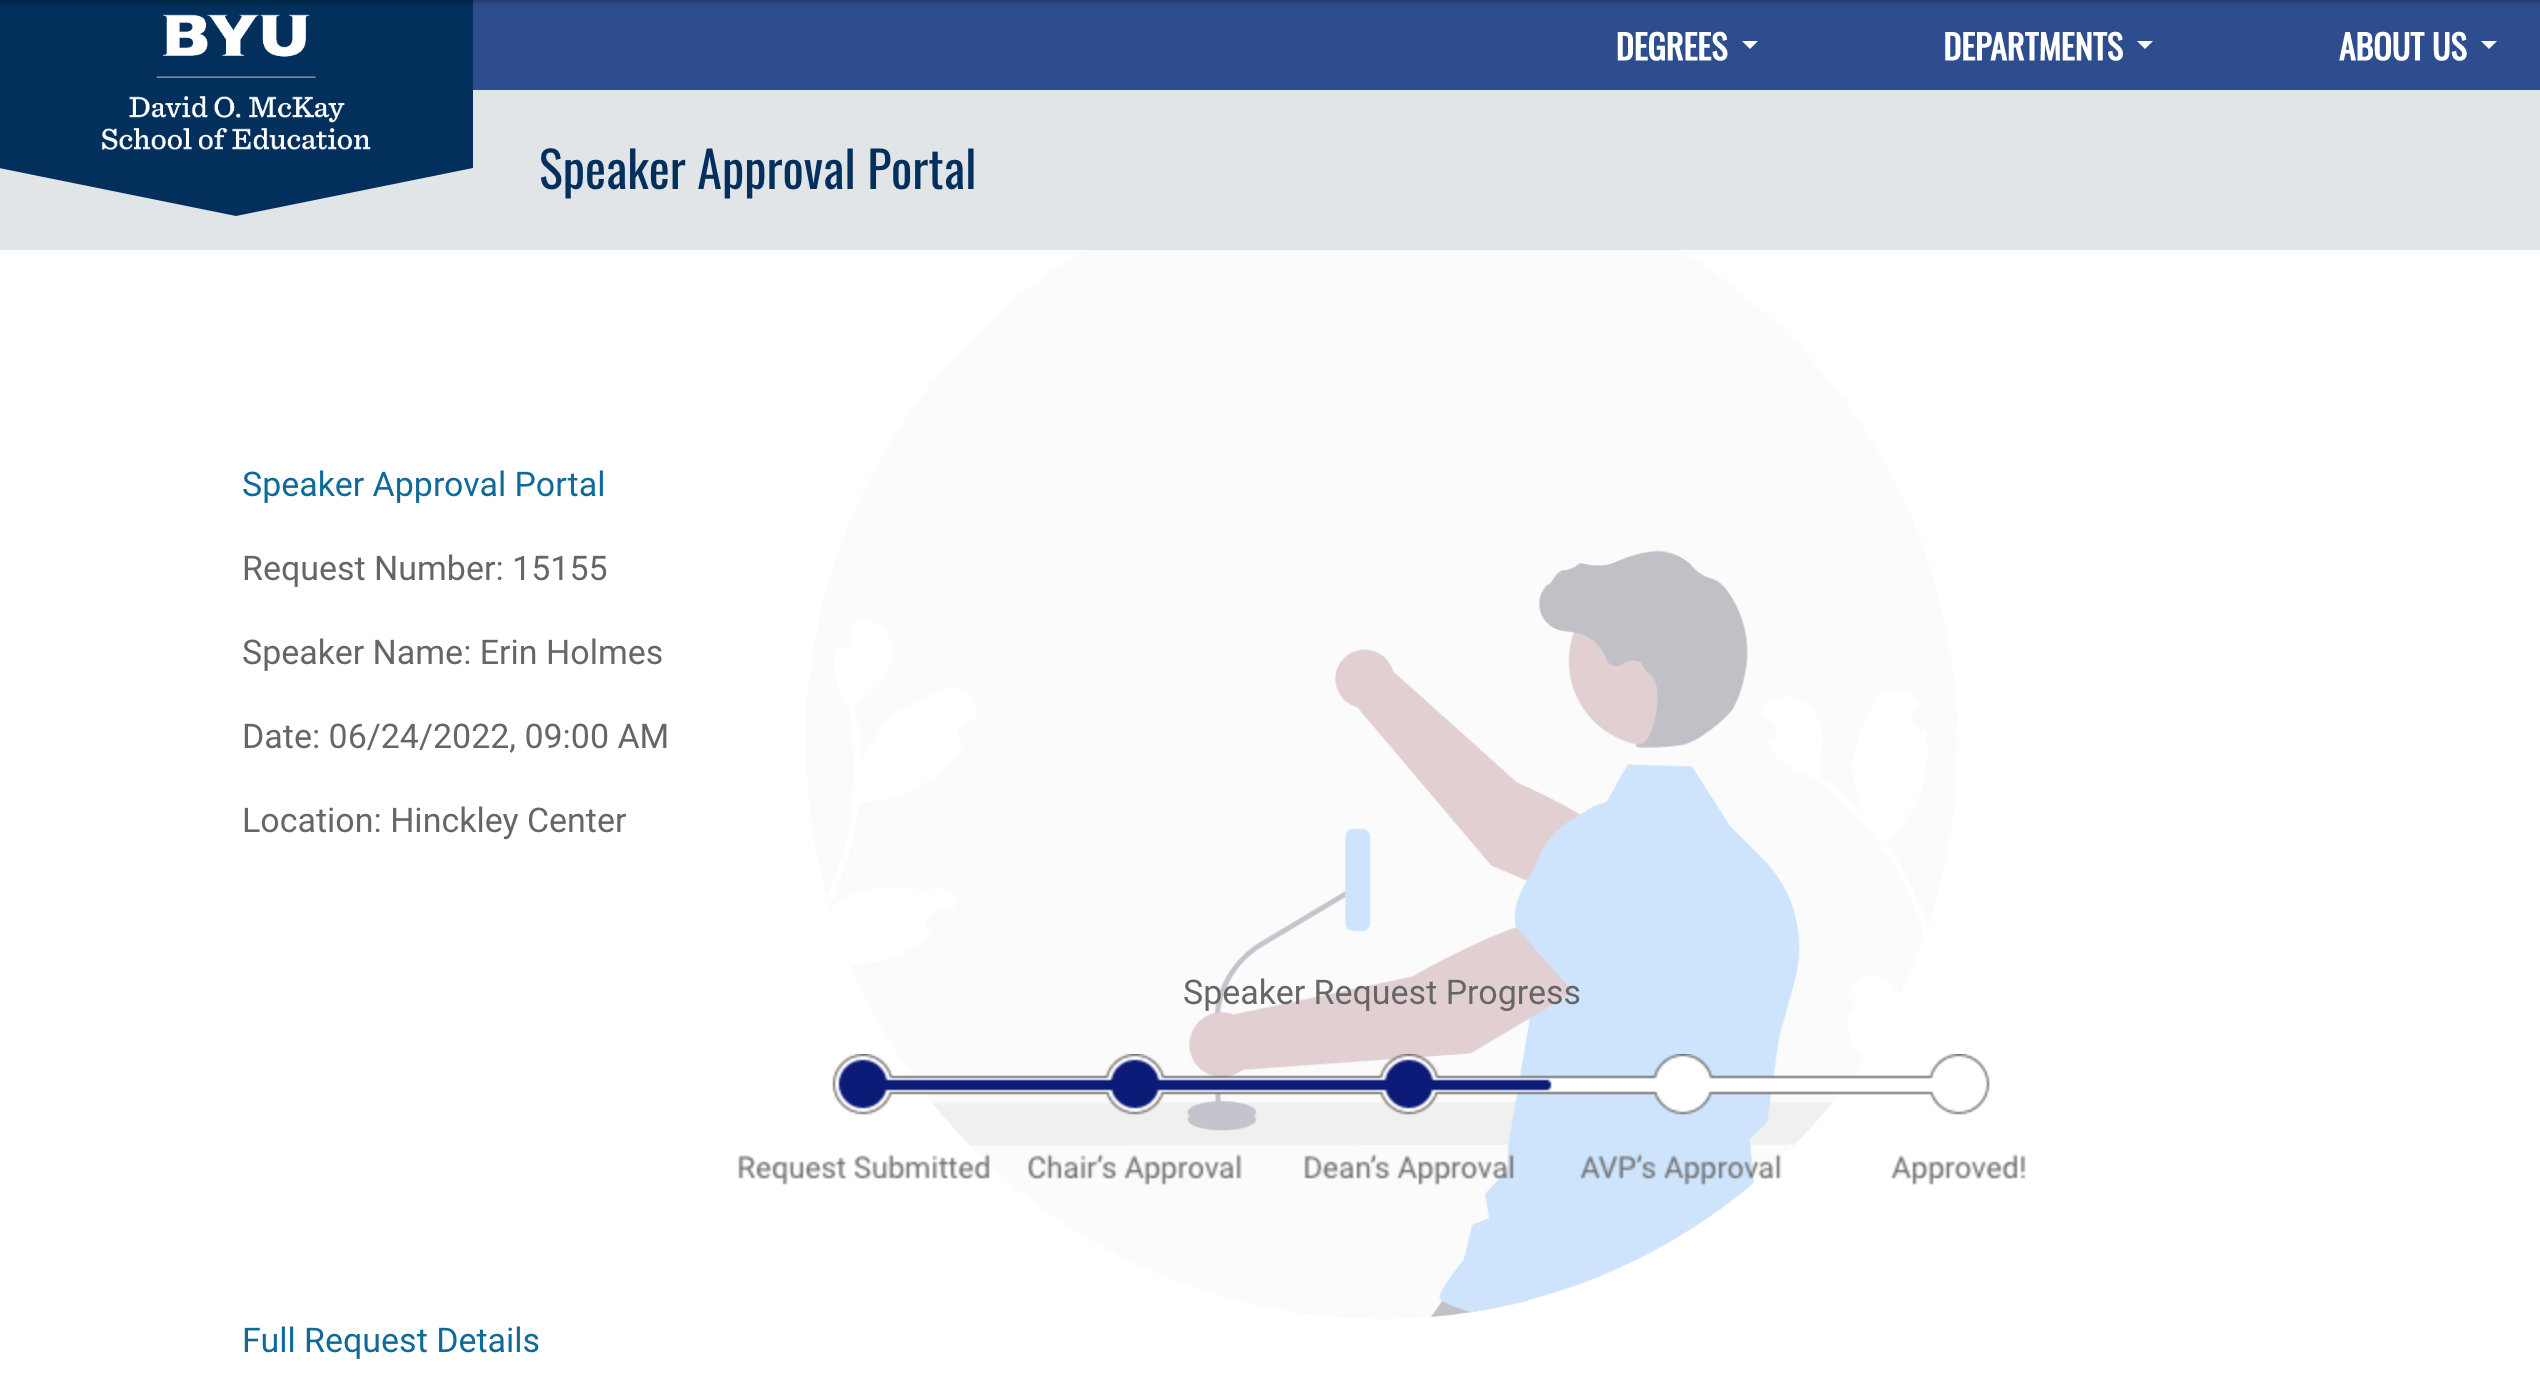 BYU
David O. McKay
School of Education
DEGREES
DEPARTMENTS
ABOUT US
Speaker Approval Portal
Speaker Approval Portal
Request Number: 15155
Speaker Name: Erin Holmes
Date: 06/24/2022, 09:00 AM
Location: Hinckley Center
Speaker Request Progress
Request Submitted
Chair's Approval
Dean's Approval
AVP's Approval
Approved!
Full Request Details